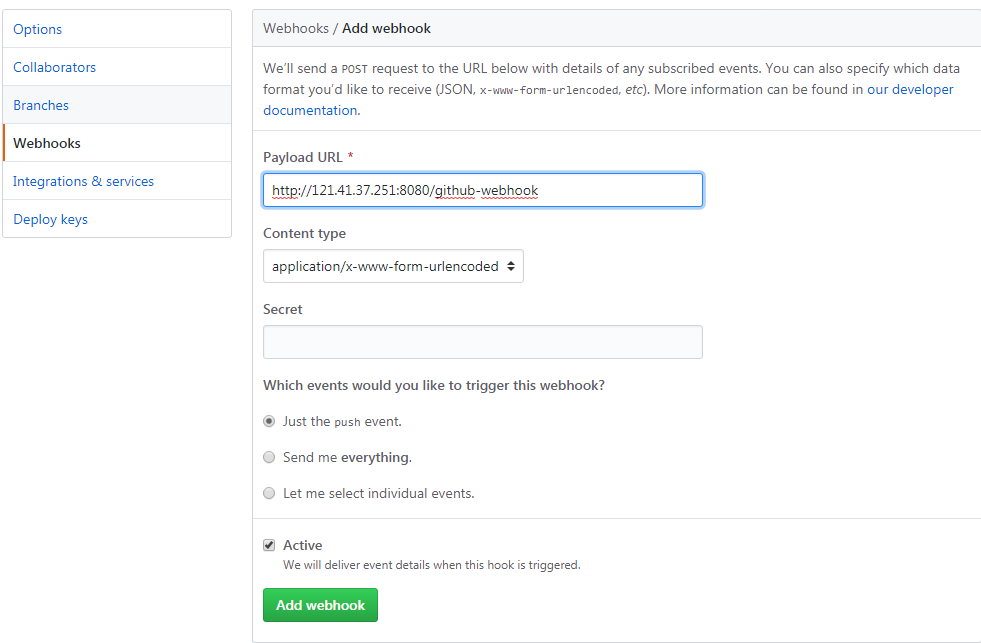 Options
Collaborators
Branches
Webhooks
Integrations & services
Deploy keys
Webhooks / Add webhook
We’ll send a POST request to the URL below with details of any subscribed events. You can also specify which data
format you’d like to receive (JSON, x-www-form-urlencoded, etc). More information can be found in our developer
documentation.
Payload URL *
http://121.41.37.251:8080/github-webhook
Content type
application/x-www-form-urlencoded
Secret
Which events would you like to trigger this webhook?
Just the push event.
Send me everything.
Let me select individual events.
Active
We will deliver event details when this hook is triggered.
Add webhook